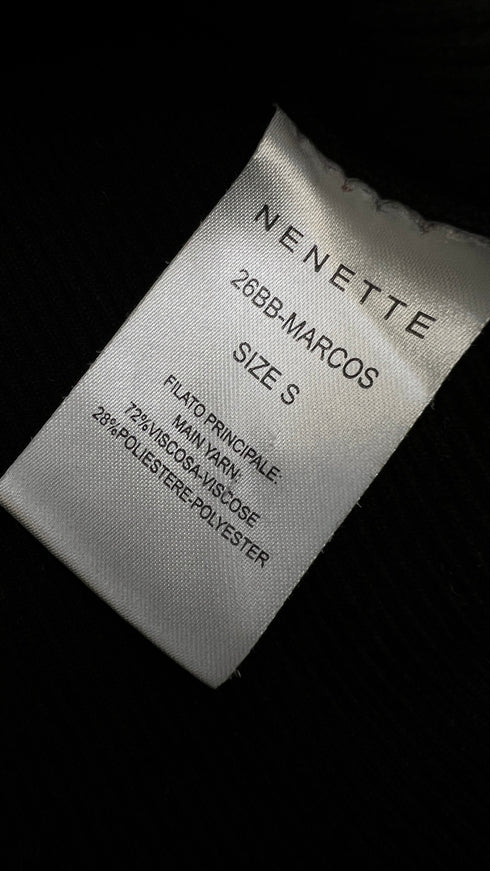 NENETTE
26BB-MARCOS
SIZE S
FILATO PRINCIPALE:
MAIN YARN:
72%VISCOSA-VISCOSE
28%POLIESTERE-POLYESTER